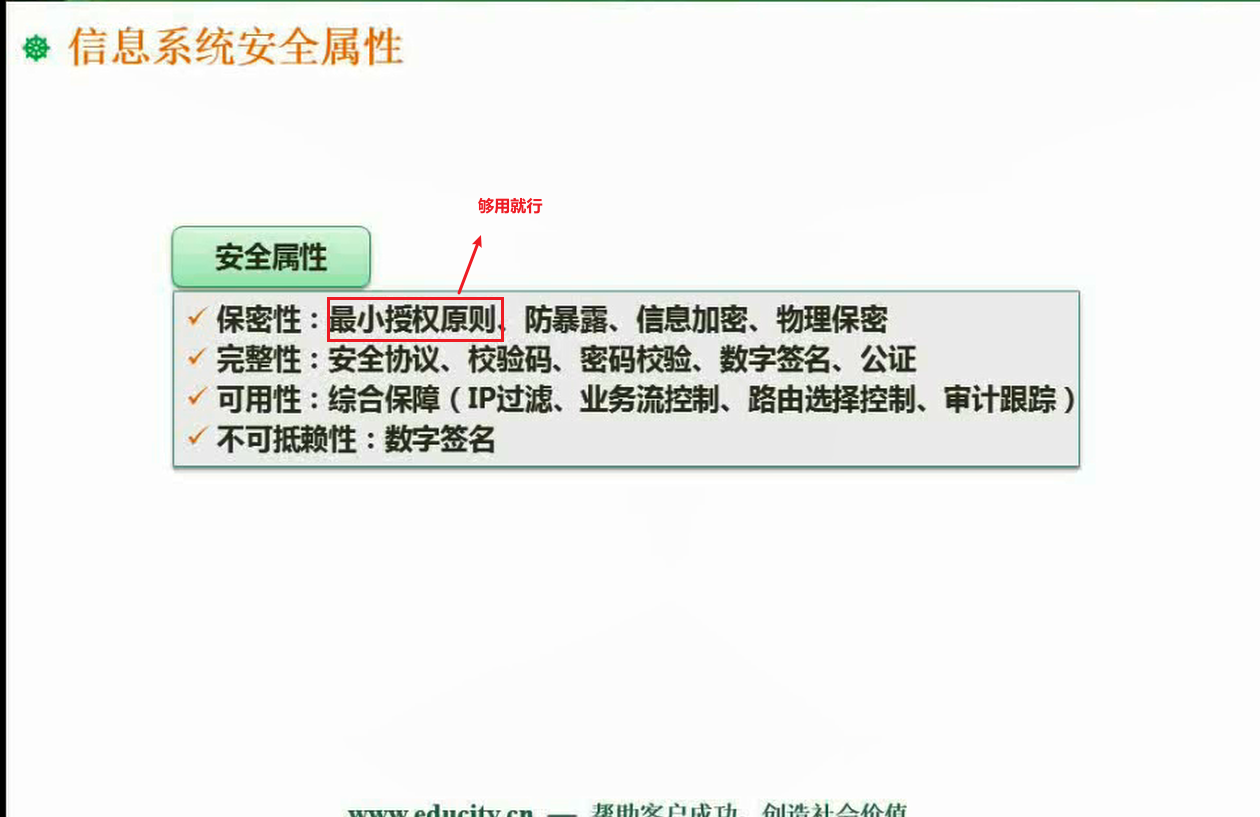 信息系统安全属性
够用就行
安全属性
✓ 保密性：最小授权原则、防暴露、信息加密、物理保密
✓ 完整性：安全协议、校验码、密码校验、数字签名、公证
✓ 可用性：综合保障（IP过滤、业务流控制、路由选择控制、审计跟踪）
✓ 不可抵赖性：数字签名
www.educity.cn — 帮助客户成功，创造社会价值